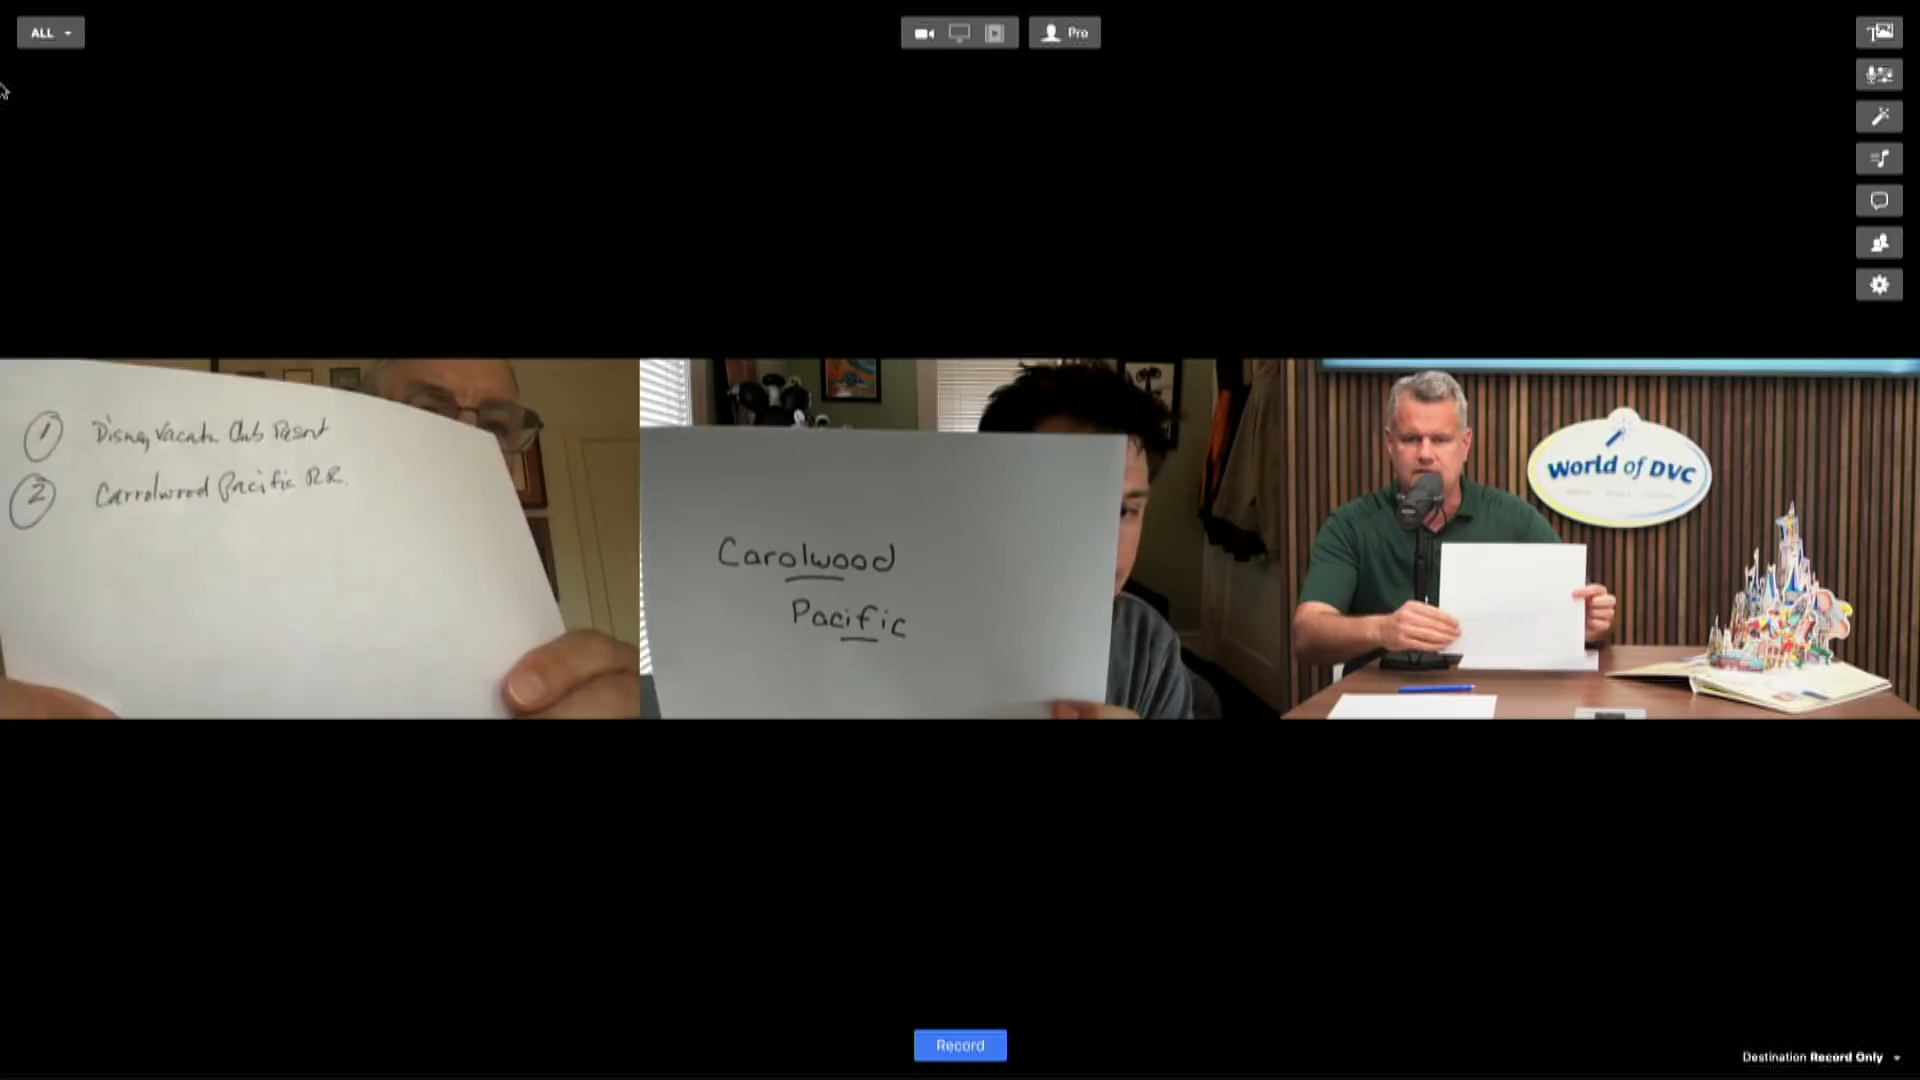 ALL
Pro
1 Disney Vacatn Club Resort
2 Carrolwood Pacific RR.
Carolwood
Pacific
World of DVC
Record
Destination Record Only